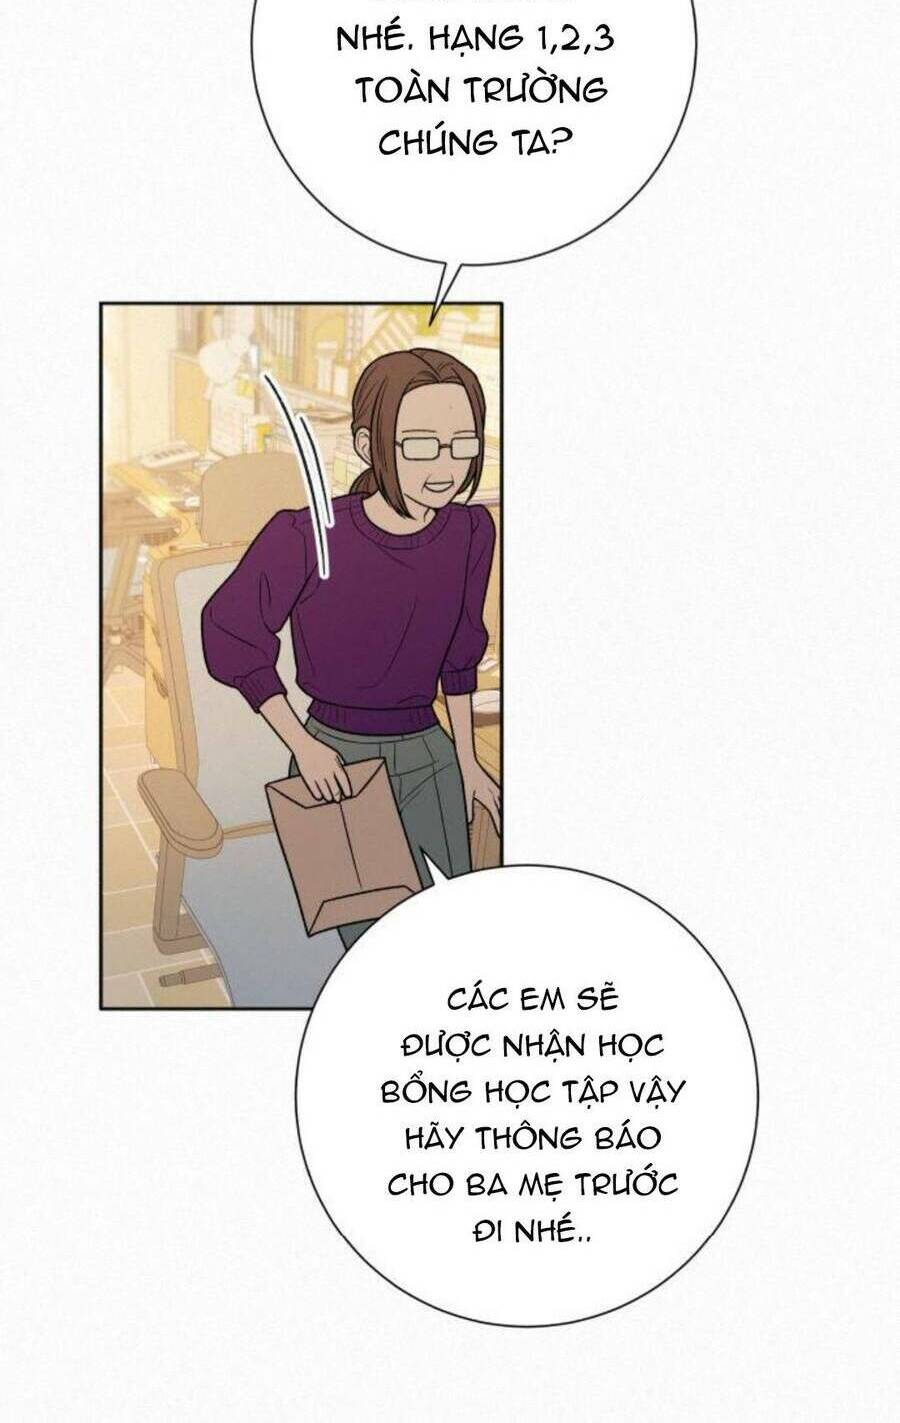 NHÉ. HẠNG 1,2,3
TOÀN TRƯỜNG
CHÚNG TA?
CÁC EM SẼ
ĐƯỢC NHẬN HỌC
BỔNG HỌC TẬP VẬY
HÃY THÔNG BÁO
CHO BA MẸ TRƯỚC
ĐI NHÉ..